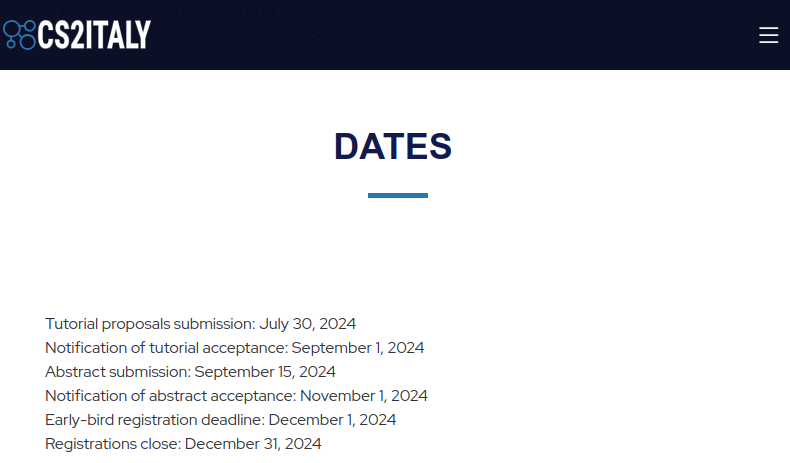 CS2ITALY
DATES
Tutorial proposals submission: July 30, 2024
Notification of tutorial acceptance: September 1, 2024
Abstract submission: September 15, 2024
Notification of abstract acceptance: November 1, 2024
Early-bird registration deadline: December 1, 2024
Registrations close: December 31, 2024